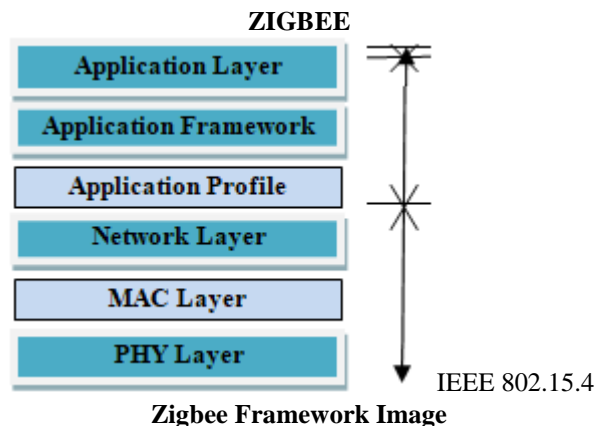 ZIGBEE
Application Layer
Application Framework
Application Profile
Network Layer
MAC Layer
PHY Layer
IEEE 802.15.4
Zigbee Framework Image